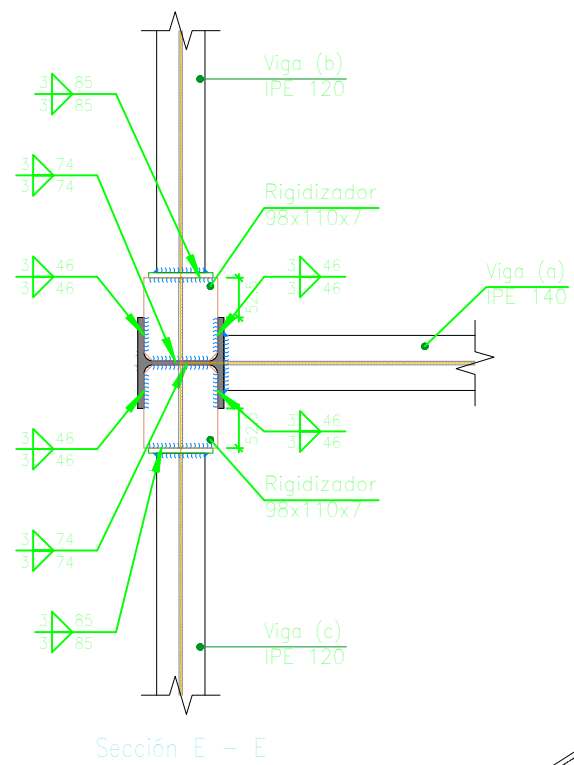 Viga (b)
IPE 120
3 85
3 85
3 74
3 74
Rigidizador
98x110x7
3 46
3 46
3 46
3 46
Viga (a)
IPE 140
3 46
3 46
3 46
3 46
Rigidizador
98x110x7
3 74
3 74
3 85
3 85
Viga (c)
IPE 120
Sección E - E